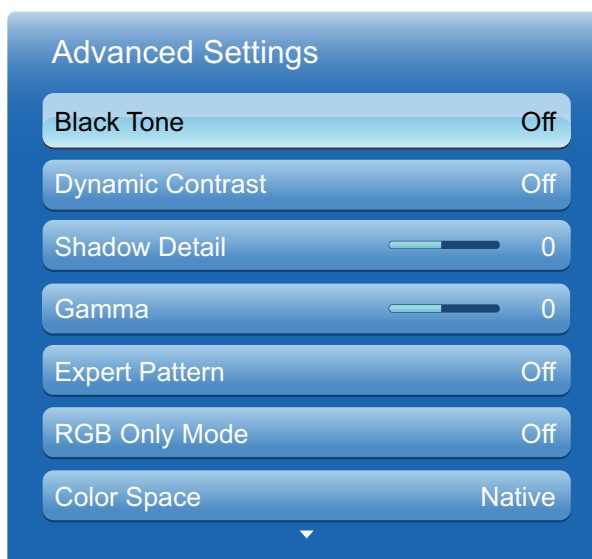 Advanced Settings
Black Tone Off
Dynamic Contrast Off
Shadow Detail 0
Gamma 0
Expert Pattern Off
RGB Only Mode Off
Color Space Native